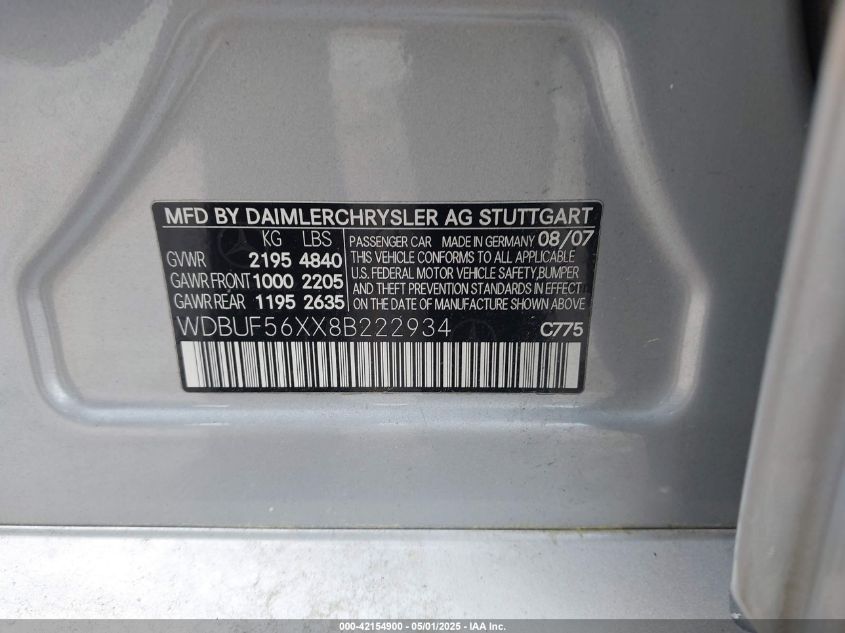 MFD BY DAIMLERCHRYSLER AG STUTTGART
KG LBS
GVWR 2195 4840
GAWR FRONT 1000 2205
GAWR REAR 1195 2635
PASSENGER CAR MADE IN GERMANY 08/07
THIS VEHICLE CONFORMS TO ALL APPLICABLE
U.S. FEDERAL MOTOR VEHICLE SAFETY, BUMPER
AND THEFT PREVENTION STANDARDS IN EFFECT
ON THE DATE OF MANUFACTURE SHOWN ABOVE.
WDBUF56XX8B222934 C775
000-42154900 - 05/01/2025 - IAA Inc.